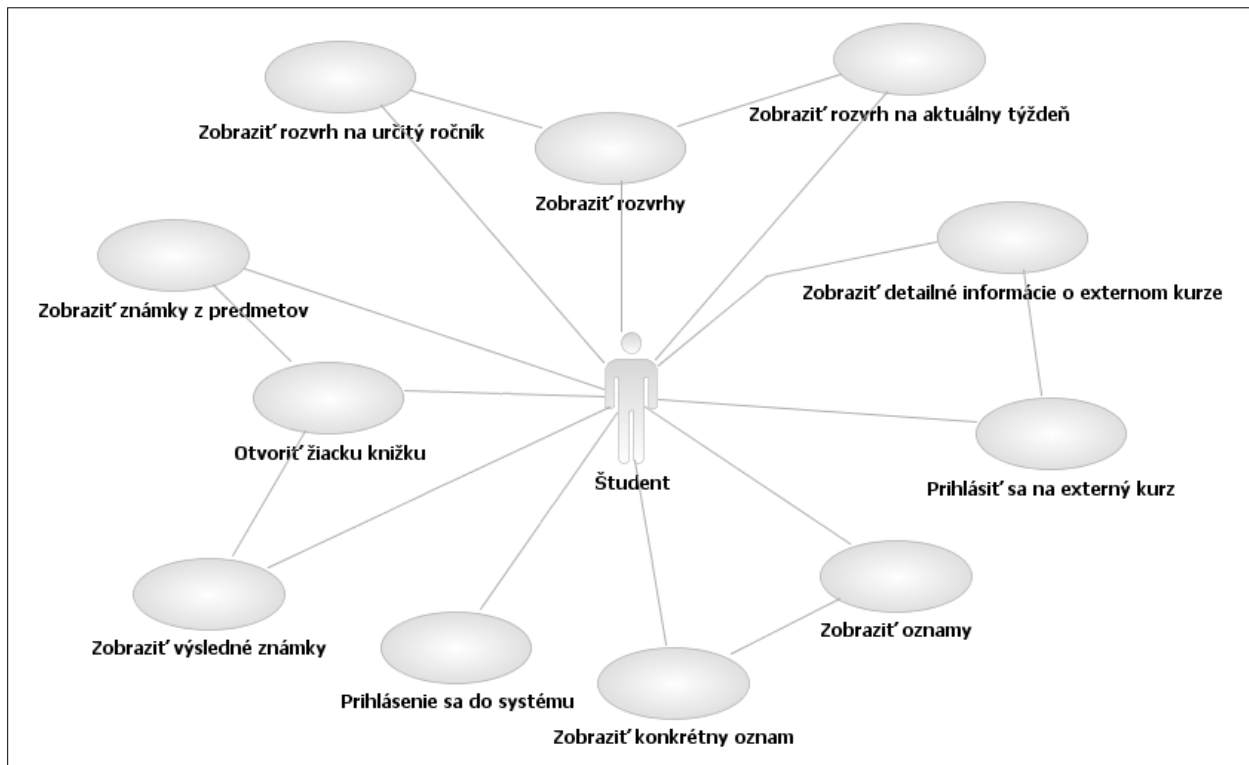 Zobraziť rozvrh na určitý ročník
Zobraziť rozvrh na aktuálny týždeň
Zobraziť rozvrhy
Zobraziť známky z predmetov
Zobraziť detailné informácie o externom kurze
Otvoriť žiacku knižku
Študent
Prihlásiť sa na externý kurz
Zobraziť výsledné známky
Zobraziť oznamy
Prihlásenie sa do systému
Zobraziť konkrétny oznam